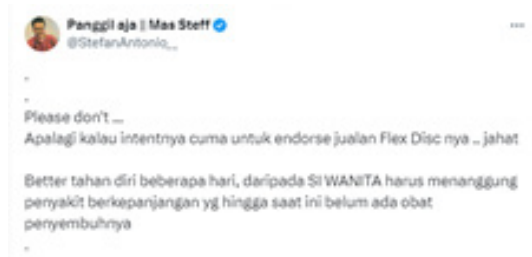 Panggil aja | Mas Steff
@StefanAntonio__
.
.
Please don't ...
Apalagi kalau intentnya cuma untuk endorse jualan Flex Disc nya .. jahat
Better tahan diri beberapa hari, daripada SI WANITA harus menanggung
penyakit berkepanjangan yg hingga saat ini belum ada obat
penyembuhnya
.